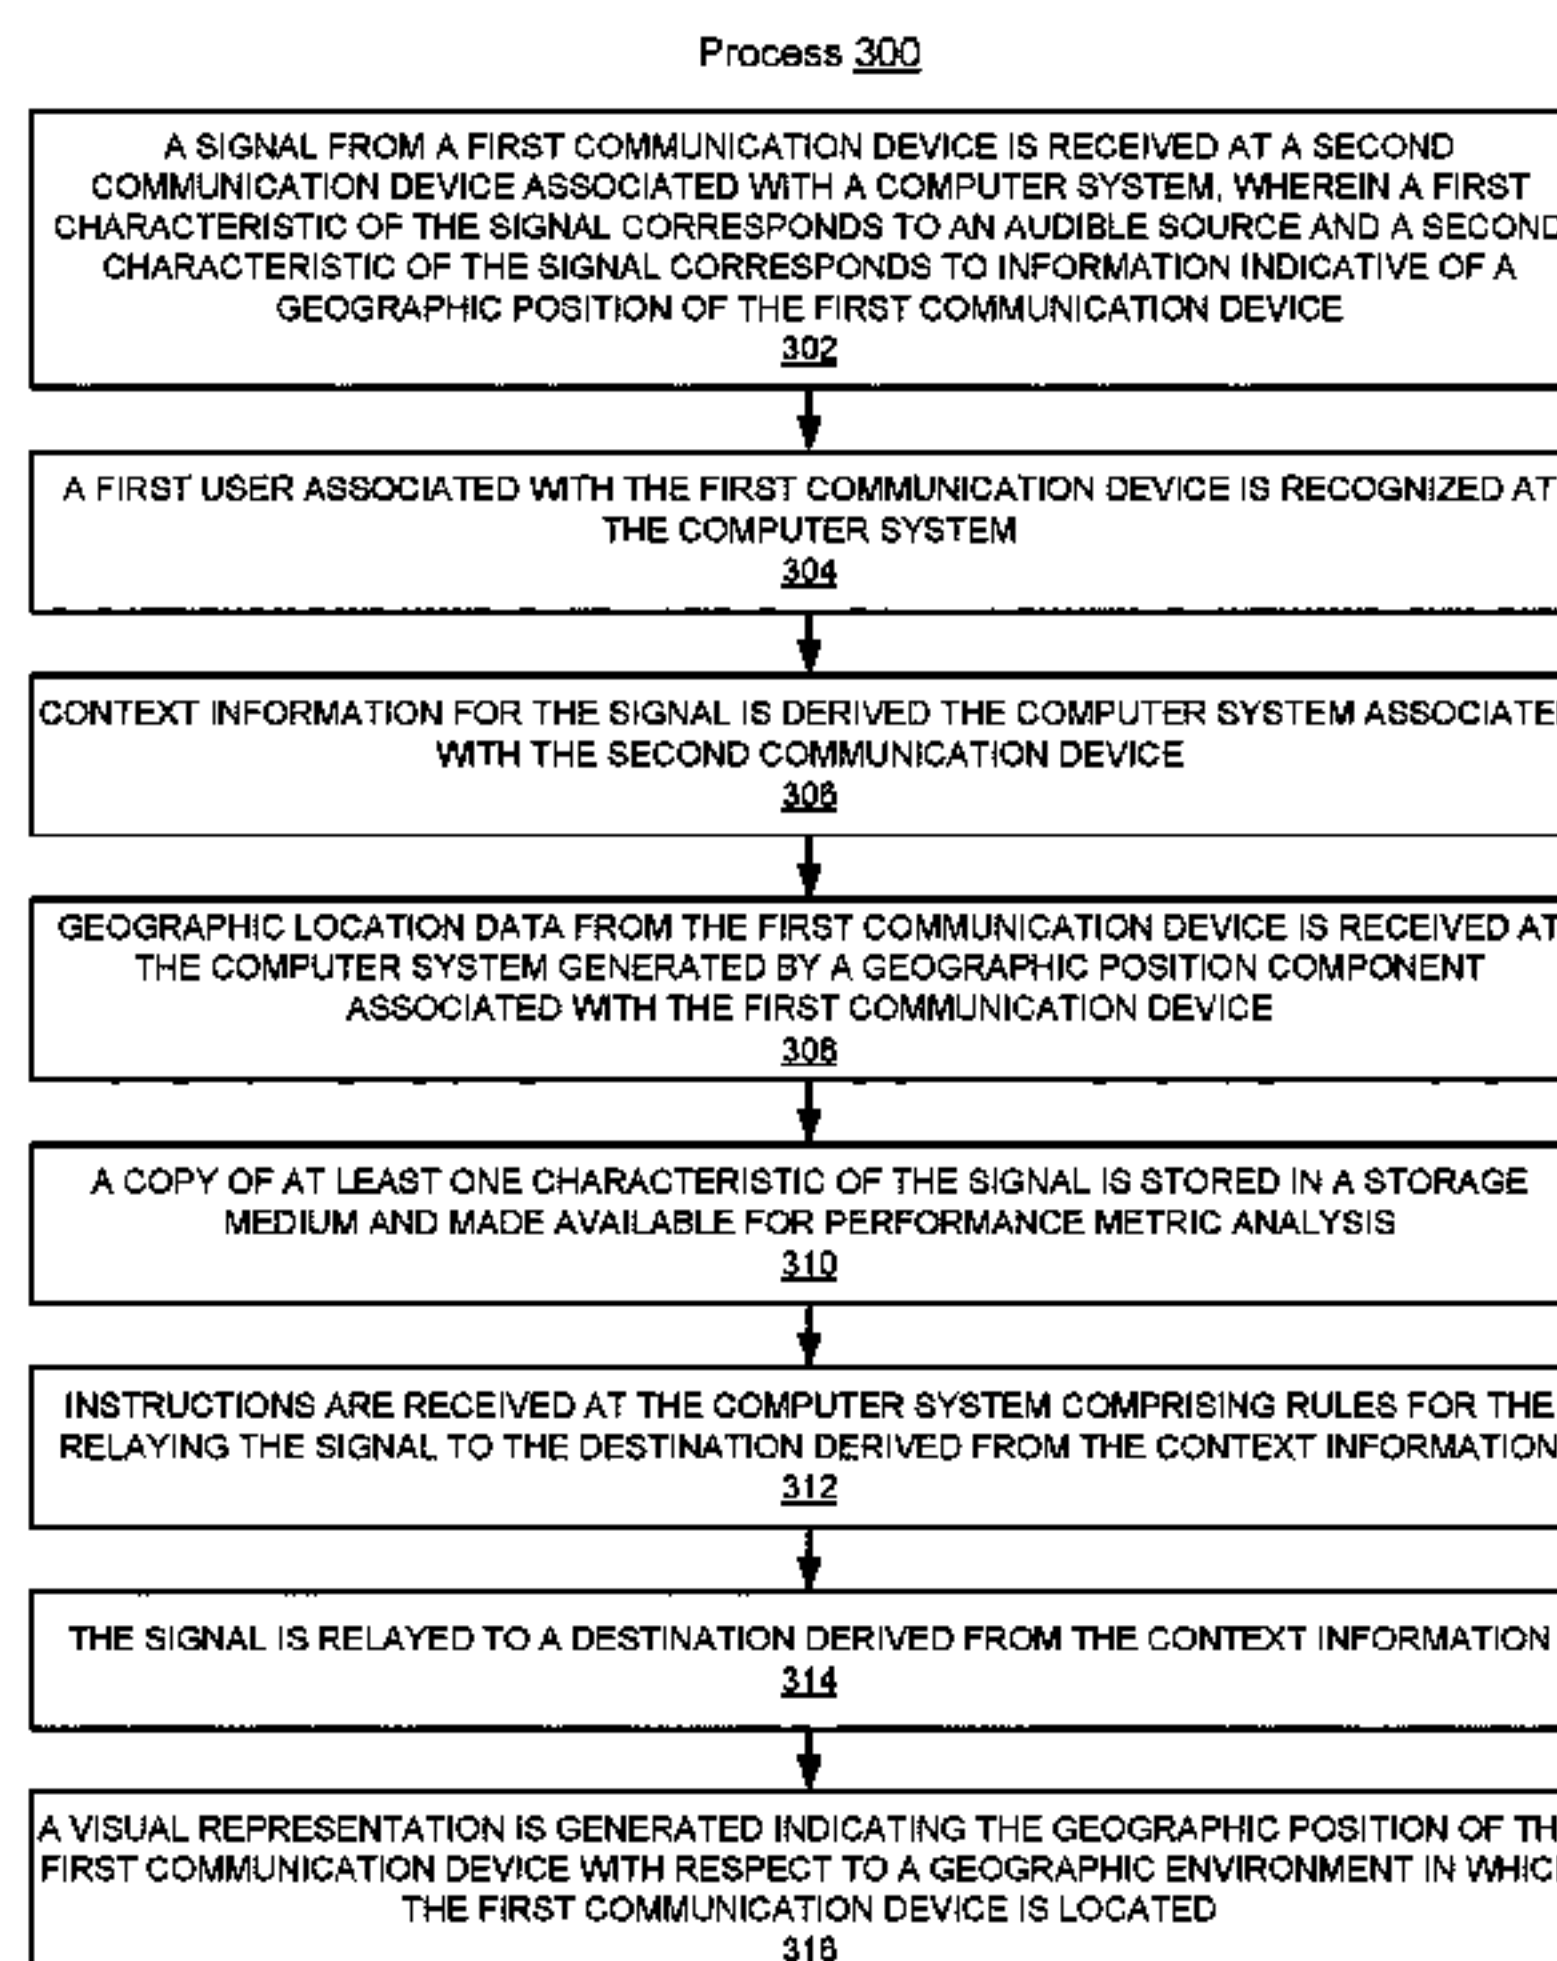 Process 300
A SIGNAL FROM A FIRST COMMUNICATION DEVICE IS RECEIVED AT A SECOND
COMMUNICATION DEVICE ASSOCIATED WITH A COMPUTER SYSTEM, WHEREIN A FIRST
CHARACTERISTIC OF THE SIGNAL CORRESPONDS TO AN AUDIBLE SOURCE AND A SECOND
CHARACTERISTIC OF THE SIGNAL CORRESPONDS TO INFORMATION INDICATIVE OF A
GEOGRAPHIC POSITION OF THE FIRST COMMUNICATION DEVICE
302
A FIRST USER ASSOCIATED WITH THE FIRST COMMUNICATION DEVICE IS RECOGNIZED AT
THE COMPUTER SYSTEM
304
CONTEXT INFORMATION FOR THE SIGNAL IS DERIVED THE COMPUTER SYSTEM ASSOCIATE
WITH THE SECOND COMMUNICATION DEVICE
306
GEOGRAPHIC LOCATION DATA FROM THE FIRST COMMUNICATION DEVICE IS RECEIVED AT
THE COMPUTER SYSTEM GENERATED BY A GEOGRAPHIC POSITION COMPONENT
ASSOCIATED WITH THE FIRST COMMUNICATION DEVICE
308
A COPY OF AT LEAST ONE CHARACTERISTIC OF THE SIGNAL IS STORED IN A STORAGE
MEDIUM AND MADE AVAILABLE FOR PERFORMANCE METRIC ANALYSIS
310
INSTRUCTIONS ARE RECEIVED AT THE COMPUTER SYSTEM COMPRISING RULES FOR THE
RELAYING THE SIGNAL TO THE DESTINATION DERIVED FROM THE CONTEXT INFORMATION
312
THE SIGNAL IS RELAYED TO A DESTINATION DERIVED FROM THE CONTEXT INFORMATION
314
A VISUAL REPRESENTATION IS GENERATED INDICATING THE GEOGRAPHIC POSITION OF TH
FIRST COMMUNICATION DEVICE WITH RESPECT TO A GEOGRAPHIC ENVIRONMENT IN WHIC
THE FIRST COMMUNICATION DEVICE IS LOCATED
316